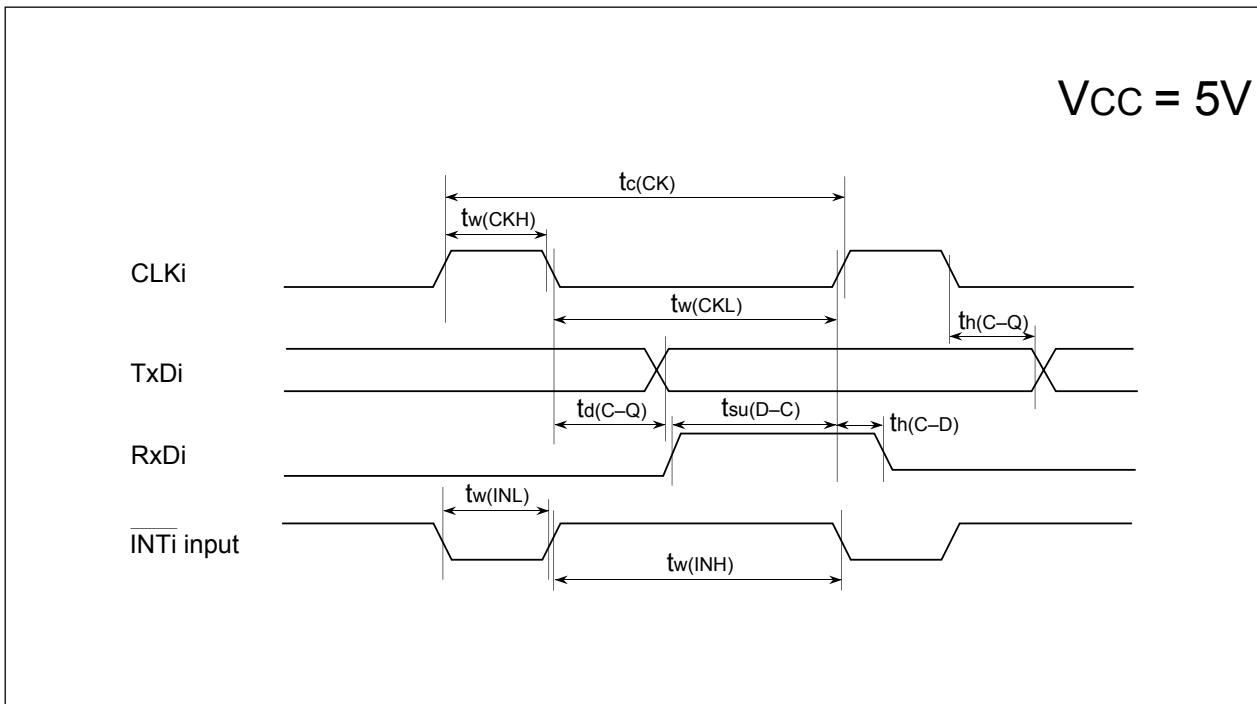 VCC = 5V
tc(CK)
tw(CKH)
CLKi
tw(CKL)
th(C–Q)
TxDi
td(C–Q)
tsu(D–C)
th(C–D)
RxDi
tw(INL)
INTi input
tw(INH)